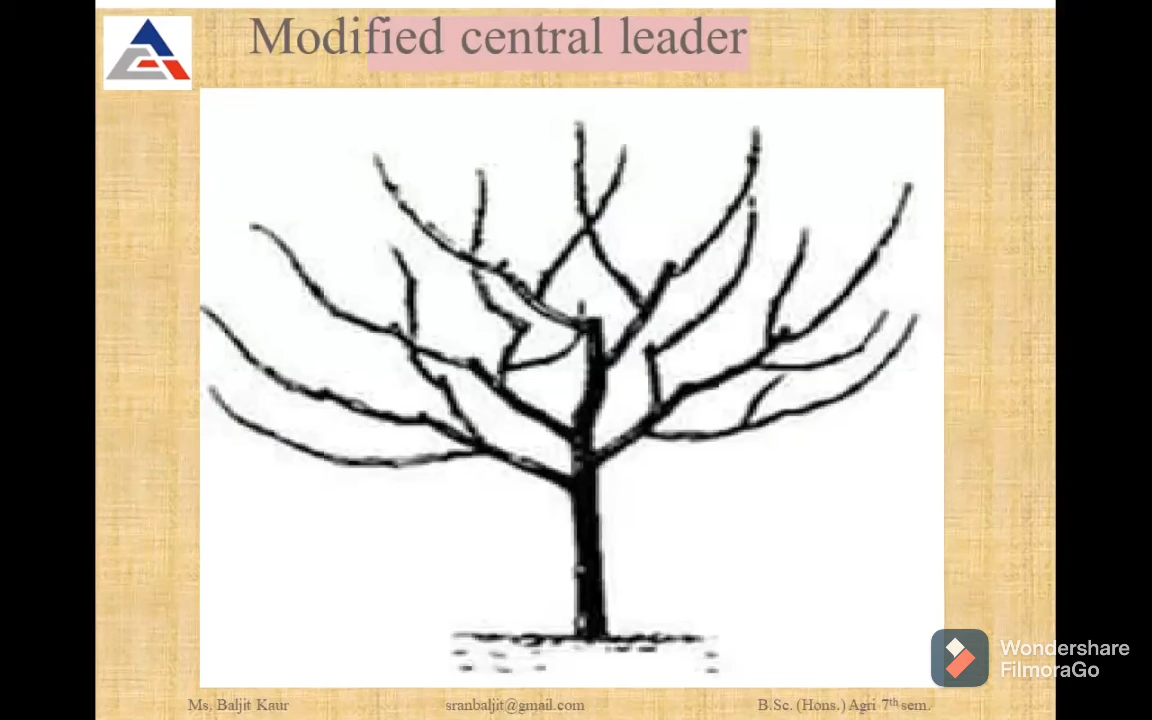 Modified central leader
Wondershare
FilmoraGo
Ms. Baljit Kaur
sranbaljit@gmail.com
B.Sc. (Hons.) Agri 7th sem.